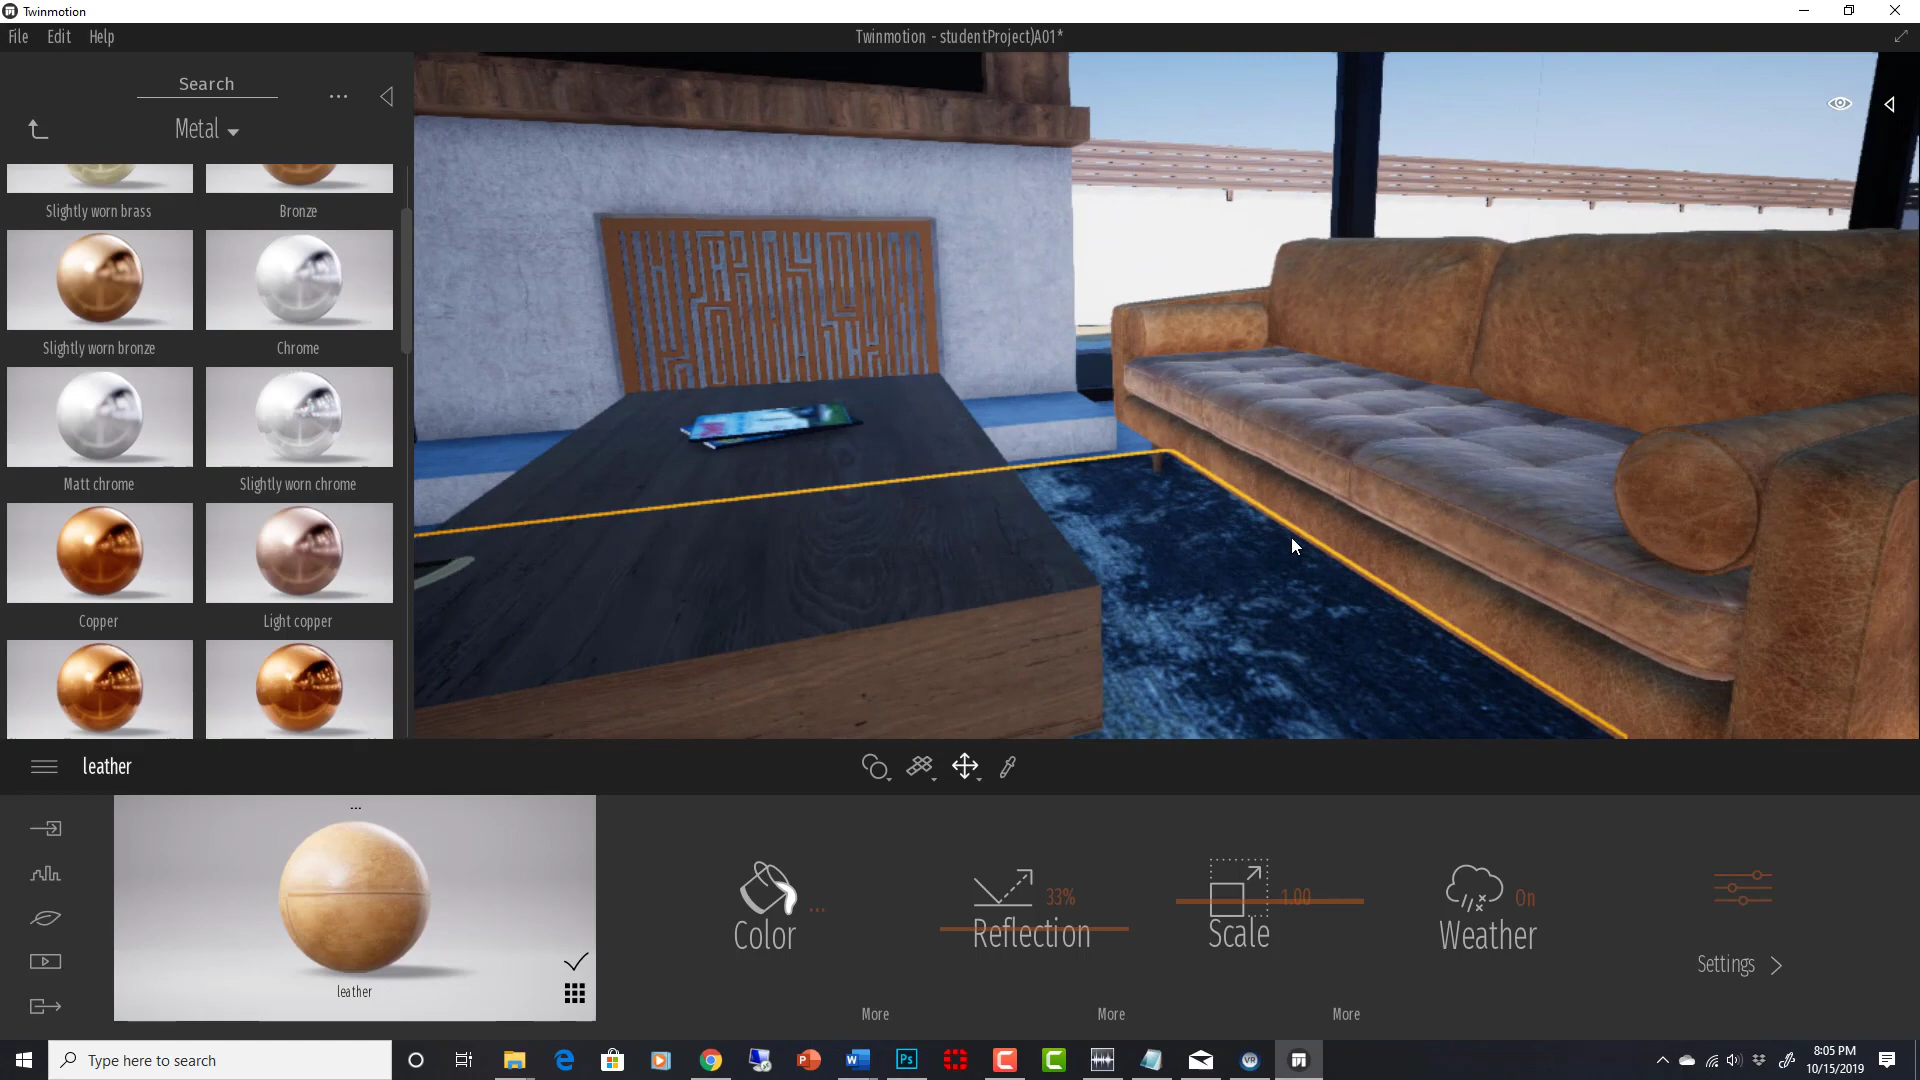 Twinmotion
File Edit Help
Twinmotion - studentProject)A01*
Search
...
Metal
Slightly worn brass
Bronze
Slightly worn bronze
Chrome
Matt chrome
Slightly worn chrome
Copper
Light copper
leather
...
leather
Color
...
33%
Reflection
1.00
Scale
On
Weather
Settings
More
More
More
Type here to search
8:05 PM
10/15/2019